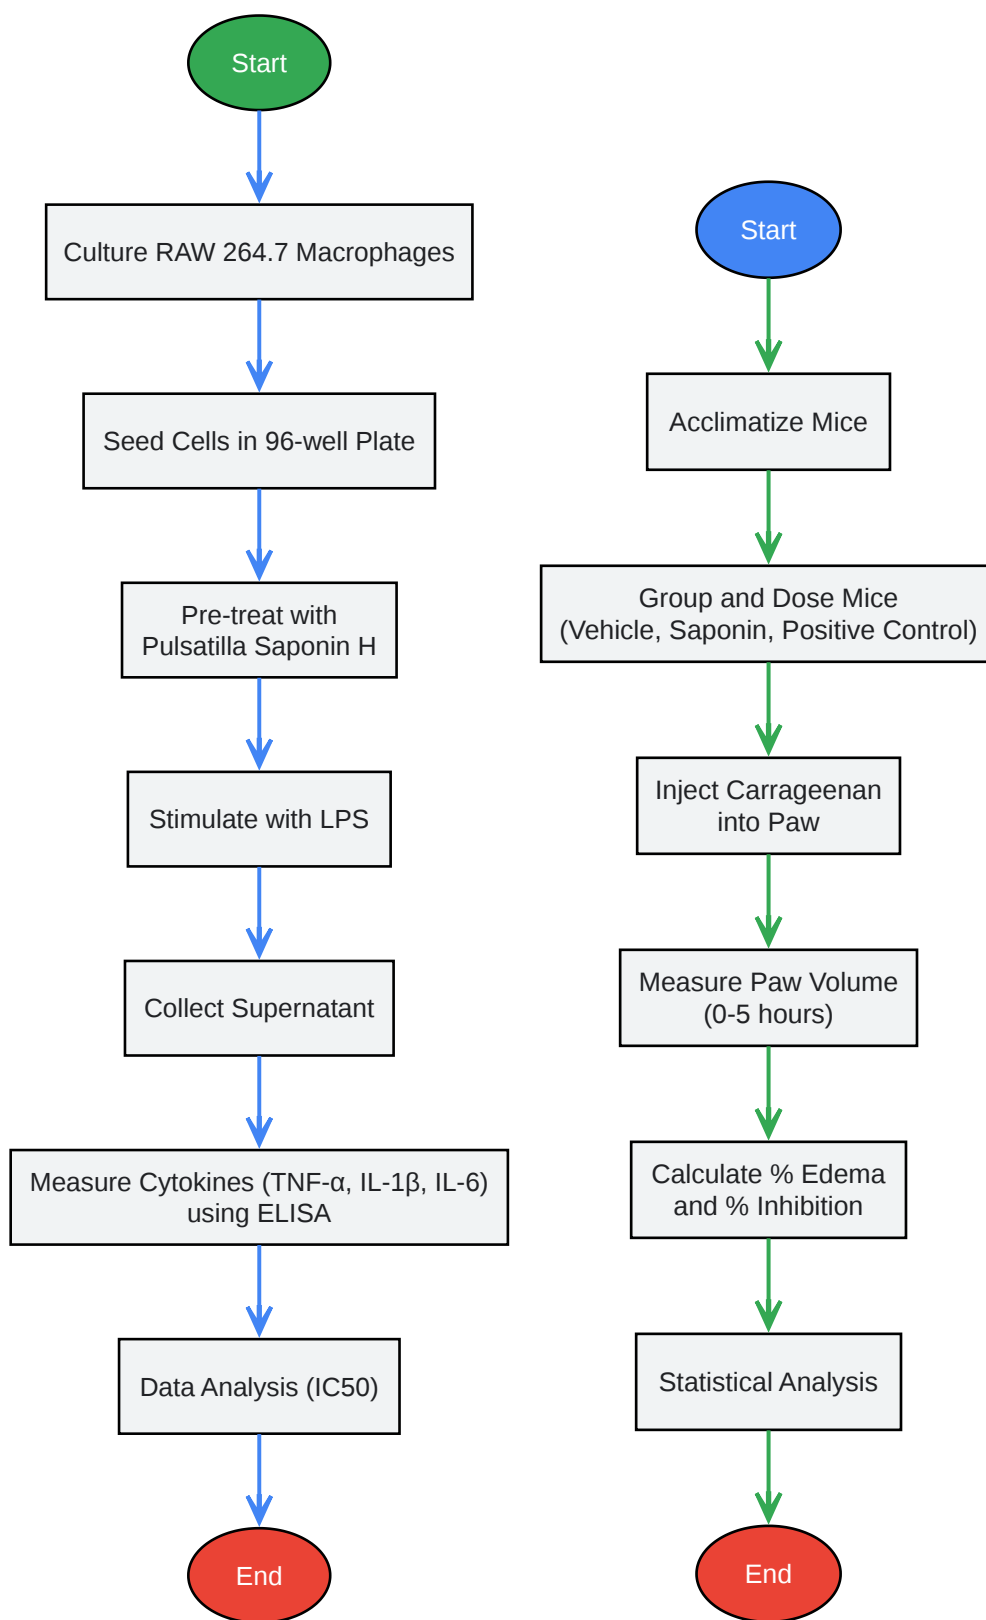 Start
Culture RAW 264.7 Macrophages
Seed Cells in 96-well Plate
Pre-treat with
Pulsatilla Saponin H
Stimulate with LPS
Collect Supernatant
Measure Cytokines (TNF-α, IL-1β, IL-6)
using ELISA
Data Analysis (IC50)
End
Start
Acclimatize Mice
Group and Dose Mice
(Vehicle, Saponin, Positive Control)
Inject Carrageenan
into Paw
Measure Paw Volume
(0-5 hours)
Calculate % Edema
and % Inhibition
Statistical Analysis
End